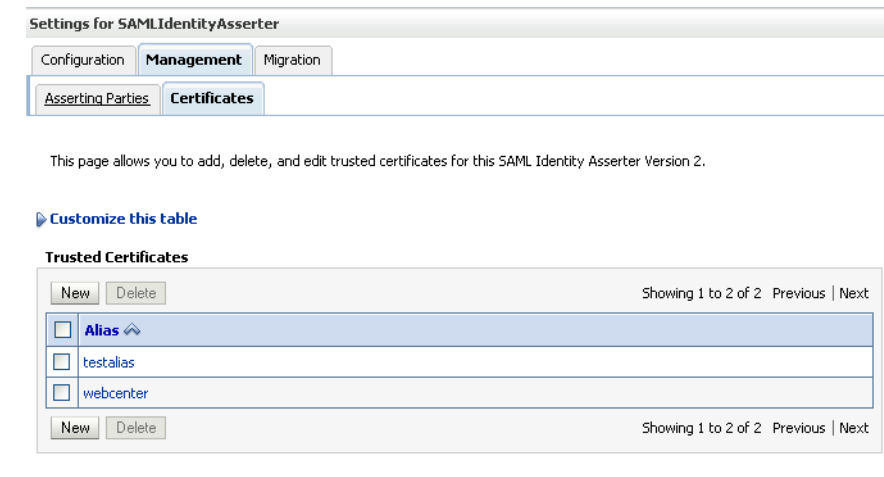 Settings for SAMLIdentityAsserter
Configuration Management Migration
Asserting Parties Certificates
This page allows you to add, delete, and edit trusted certificates for this SAML Identity Asserter Version 2.
Customize this table
Trusted Certificates
New Delete Showing 1 to 2 of 2 Previous | Next
Alias
testalias
webcenter
New Delete Showing 1 to 2 of 2 Previous | Next